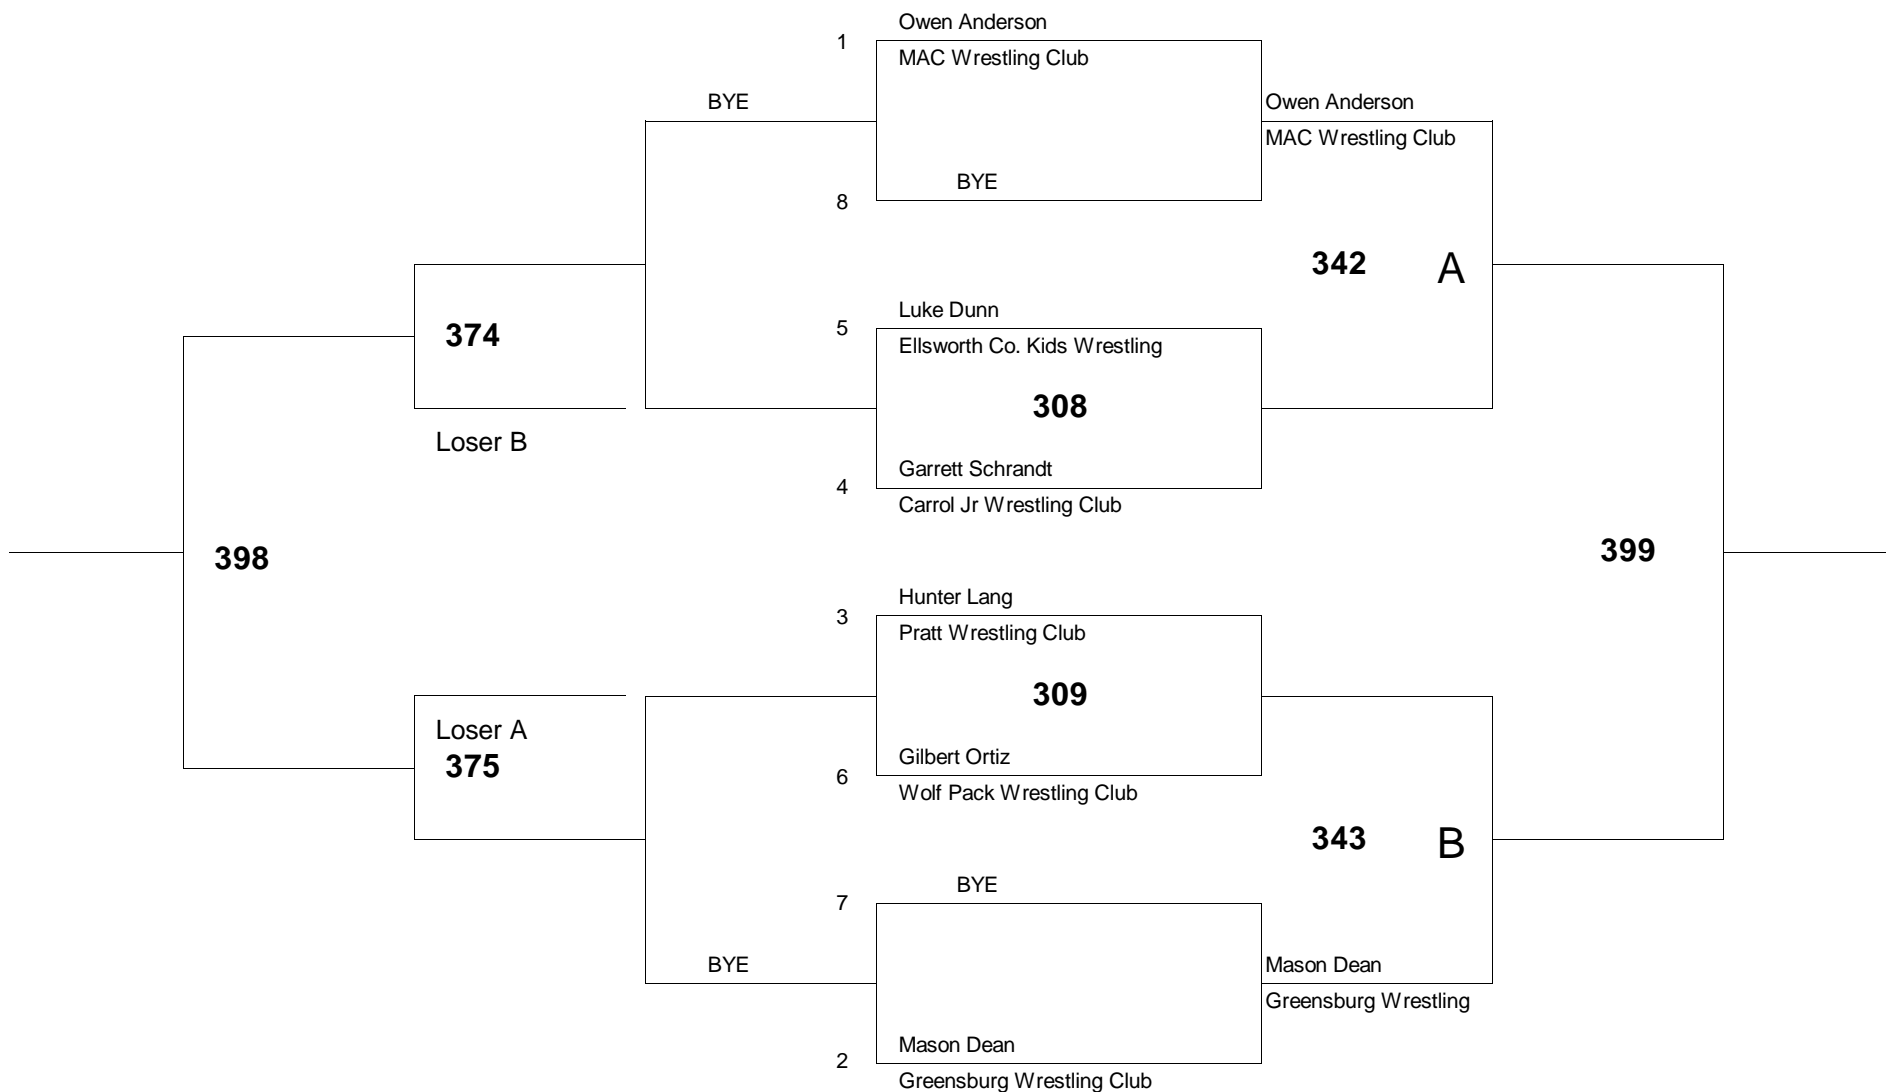 Owen Anderson
1
MAC Wrestling Club
BYE
Owen Anderson
MAC Wrestling Club
BYE
8
342
A
Luke Dunn
5
374
Ellsworth Co. Kids Wrestling
308
Loser B
Garrett Schrandt
4
Carrol Jr Wrestling Club
398
399
Hunter Lang
3
Pratt Wrestling Club
309
Loser A
375
Gilbert Ortiz
6
Wolf Pack Wrestling Club
343
B
BYE
7
BYE
Mason Dean
Greensburg Wrestling
Mason Dean
2
Greensburg Wrestling Club